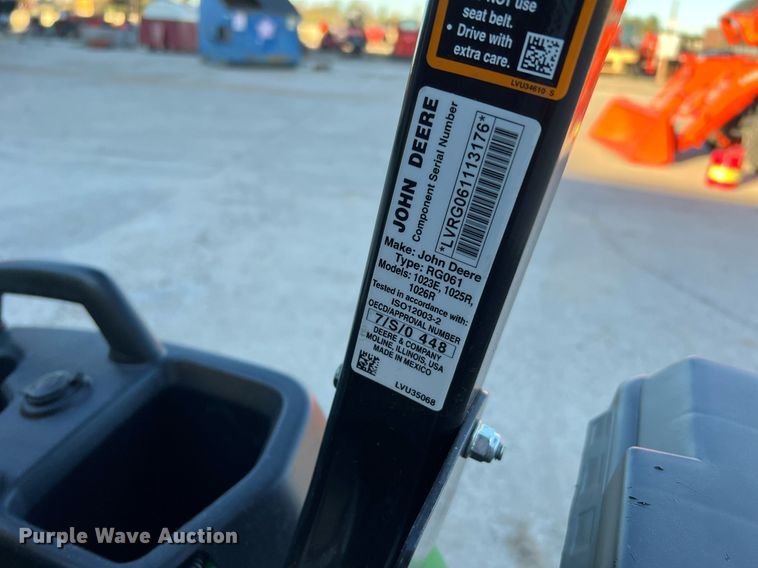 NOT use
seat belt.
• Drive with
extra care.
LVU34610 S
JOHN DEERE
Component Serial Number
*LVRG061113176*
Make: John Deere
Type: RG061
Models: 1023E, 1025R,
1026R
Tested in accordance with:
ISO12003-2
OECD/APPROVAL NUMBER
7/S/0 448
DEERE & COMPANY
MOLINE, ILLINOIS, USA
MADE IN MEXICO
LVU35068
Purple Wave Auction